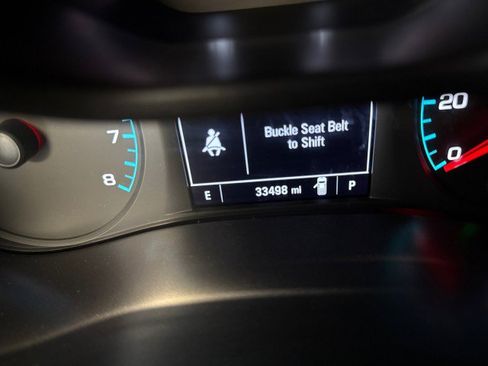 7
8
Buckle Seat Belt
to Shift
E 33498 mi P
20
0